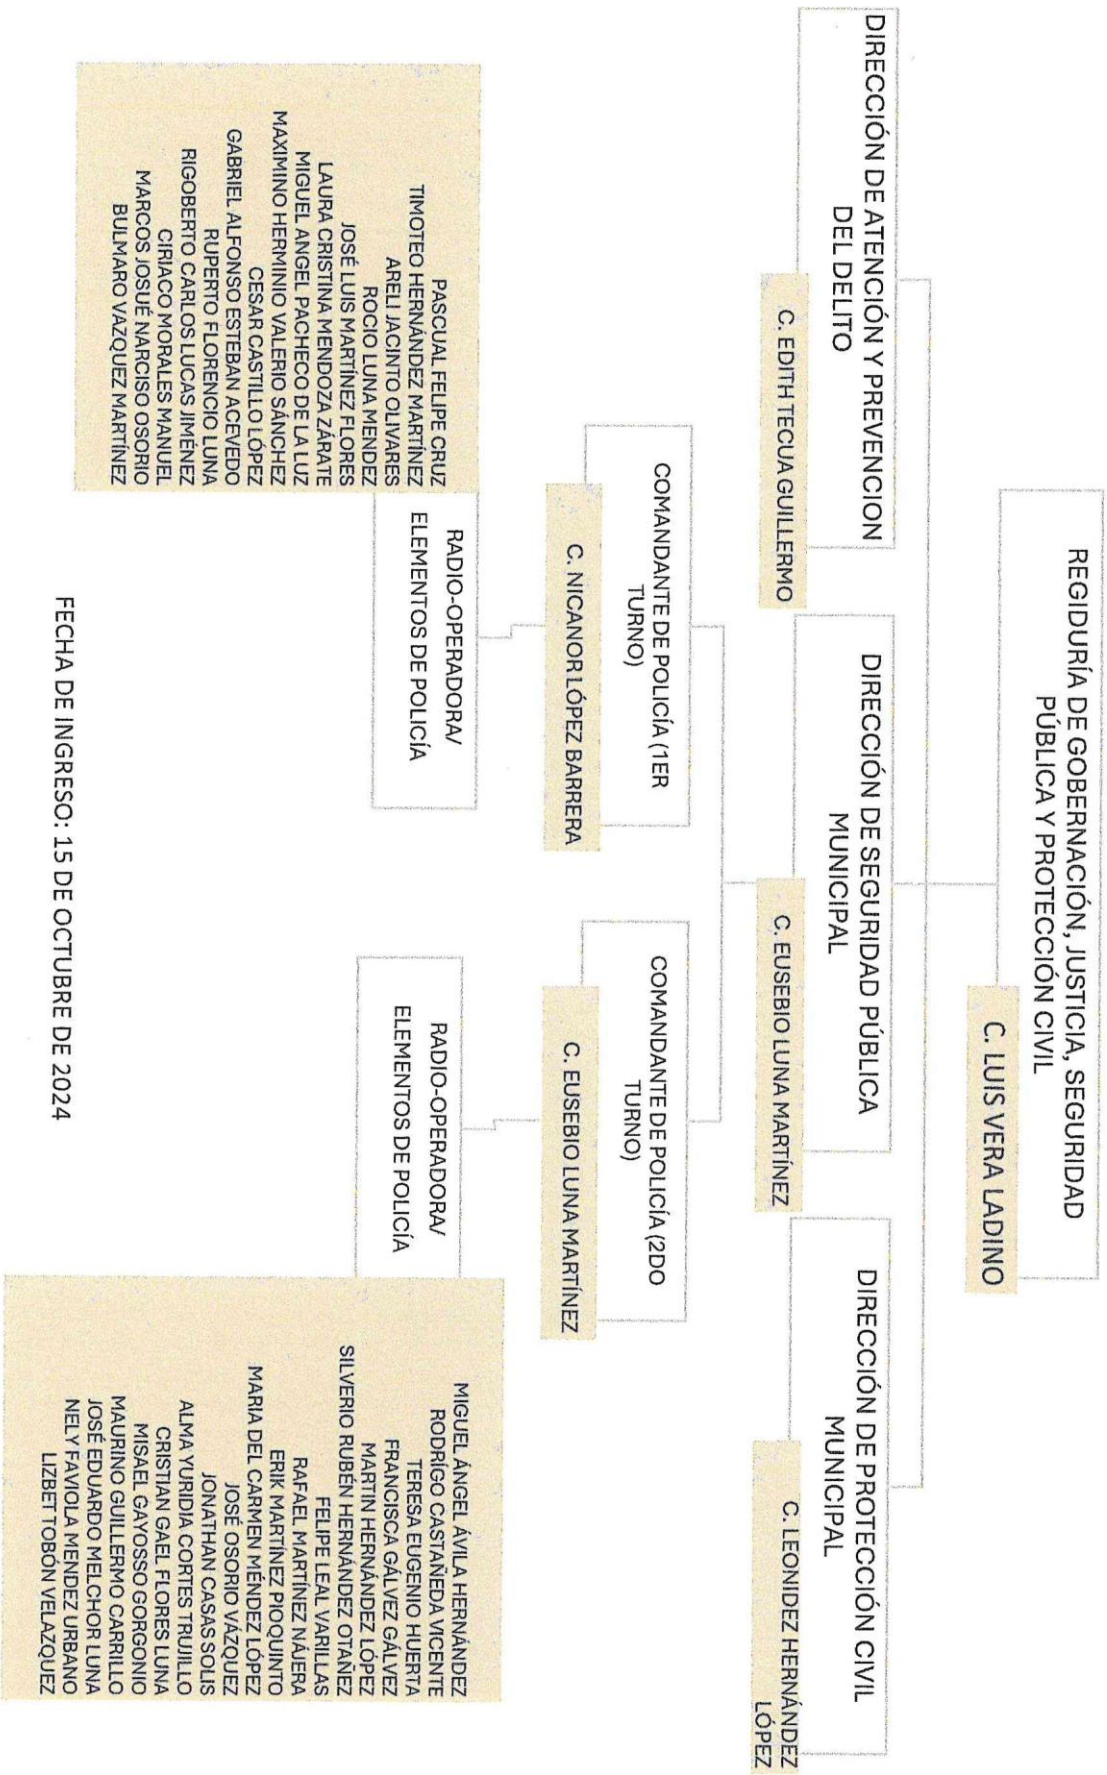 REGIDURÍA DE GOBERNACIÓN, JUSTICIA, SEGURIDAD
PÚBLICA Y PROTECCIÓN CIVIL
C. LUIS VERA LADINO
DIRECCIÓN DE ATENCIÓN Y PREVENCION
DEL DELITO
C. EDITH TECUA GUILLERMO
DIRECCIÓN DE SEGURIDAD PÚBLICA
MUNICIPAL
C. EUSEBIO LUNA MARTÍNEZ
DIRECCIÓN DE PROTECCIÓN CIVIL
MUNICIPAL
C. LEONIDEZ HERNÁNDEZ
LÓPEZ
COMANDANTE DE POLICÍA (1ER
TURNO)
C. NICANOR LÓPEZ BARRERA
COMANDANTE DE POLICÍA (2DO
TURNO)
C. EUSEBIO LUNA MARTÍNEZ
RADIO-OPERADORA/
ELEMENTOS DE POLICÍA
PASCUAL FELIPE CRUZ
TIMOTEO HERNÁNDEZ MARTÍNEZ
ARELI JACINTO OLIVARES
ROCIO LUNA MENDEZ
JOSÉ LUIS MARTÍNEZ FLORES
LAURA CRISTINA MENDOZA ZÁRATE
MIGUEL ANGEL PACHECO DE LA LUZ
MAXIMINO HERMINIO VALERIO SÁNCHEZ
CESAR CASTILLO LÓPEZ
GABRIEL ALFONSO ESTEBAN ACEVEDO
RUPERTO FLORENCIO LUNA
RIGOBERTO CARLOS LUCAS JIMÉNEZ
CIRIACO MORALES MANUEL
MARCOS JOSUÉ NARCISO OSORIO
BULMARO VAZQUEZ MARTÍNEZ
RADIO-OPERADORA/
ELEMENTOS DE POLICÍA
MIGUEL ÁNGEL ÁVILA HERNÁNDEZ
RODRÍGO CASTAÑEDA VICENTE
TERESA EUGENIO HUERTA
FRANCISCA GÁLVEZ GÁLVEZ
MARTIN HERNÁNDEZ LÓPEZ
SILVERIO RUBÉN HERNÁNDEZ OTAÑEZ
FELIPE LEAL VARILLAS
RAFAEL MARTÍNEZ NÁJERA
ERIK MARTÍNEZ PIOQUINTO
MARIA DEL CARMEN MÉNDEZ LÓPEZ
JOSÉ OSORIO VÁZQUEZ
JONATHAN CASAS SOLIS
ALMA YURIDIA CORTES TRUJILLO
CRISTIAN GAEL FLORES LUNA
MISAEL GAYOSSO GORGONIO
MAURINO GUILLERMO CARRILLO
JOSÉ EDUARDO MELCHOR LUNA
NELY FAVIOLA MENDEZ URBANO
LIZBET TOBÓN VELAZQUEZ
FECHA DE INGRESO: 15 DE OCTUBRE DE 2024